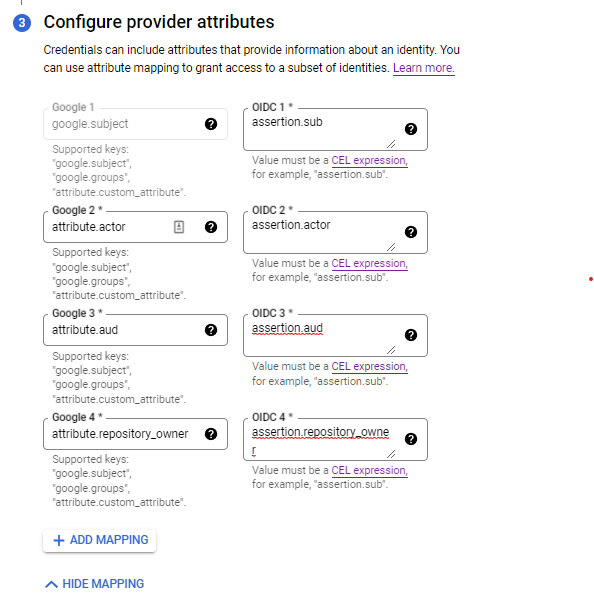 3 Configure provider attributes
Credentials can include attributes that provide information about an identity. You
can use attribute mapping to grant access to a subset of identities. Learn more.
Google 1
google.subject
Supported keys:
"google.subject",
"google.groups",
"attribute.custom_attribute".
OIDC 1 *
assertion.sub
Value must be a CEL expression,
for example, "assertion.sub".
Google 2 *
attribute.actor
Supported keys:
"google.subject",
"google.groups",
"attribute.custom_attribute".
OIDC 2 *
assertion.actor
Value must be a CEL expression,
for example, "assertion.sub".
Google 3 *
attribute.aud
Supported keys:
"google.subject",
"google.groups",
"attribute.custom_attribute".
OIDC 3 *
assertion.aud
Value must be a CEL expression,
for example, "assertion.sub".
Google 4 *
attribute.repository_owner
Supported keys:
"google.subject",
"google.groups",
"attribute.custom_attribute".
OIDC 4 *
assertion.repository_owne
r
Value must be a CEL expression,
for example, "assertion.sub".
+ ADD MAPPING
HIDE MAPPING